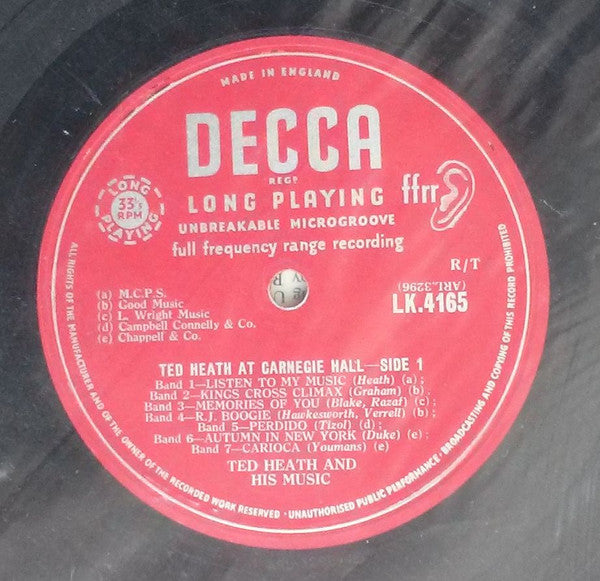 MADE IN ENGLAND
DECCA
REGD
LONG PLAYING
UNBREAKABLE MICROGROOVE
full frequency range recording
ffrr
LONG
33⅓
RPM
PLAYING
R/T
(ARL.3296)
LK.4165
(a) M.C.P.S.
(b) Good Music
(c) L. Wright Music
(d) Campbell Connelly & Co.
(e) Chappell & Co.
TED HEATH AT CARNEGIE HALL—SIDE 1
Band 1—LISTEN TO MY MUSIC (Heath) (a);
Band 2—KINGS CROSS CLIMAX (Graham) (b);
Band 3—MEMORIES OF YOU (Blake, Razaf) (c);
Band 4—R.J. BOOGIE (Hawkesworth, Verrell) (b);
Band 5—PERDIDO (Tizol) (d);
Band 6—AUTUMN IN NEW YORK (Duke) (e);
Band 7—CARIOCA (Youmans) (e)
TED HEATH AND
HIS MUSIC
ALL RIGHTS OF THE MANUFACTURER AND OF THE OWNER OF THE RECORDED WORK RESERVED · UNAUTHORISED PUBLIC PERFORMANCE · BROADCASTING AND COPYING OF THIS RECORD PROHIBITED